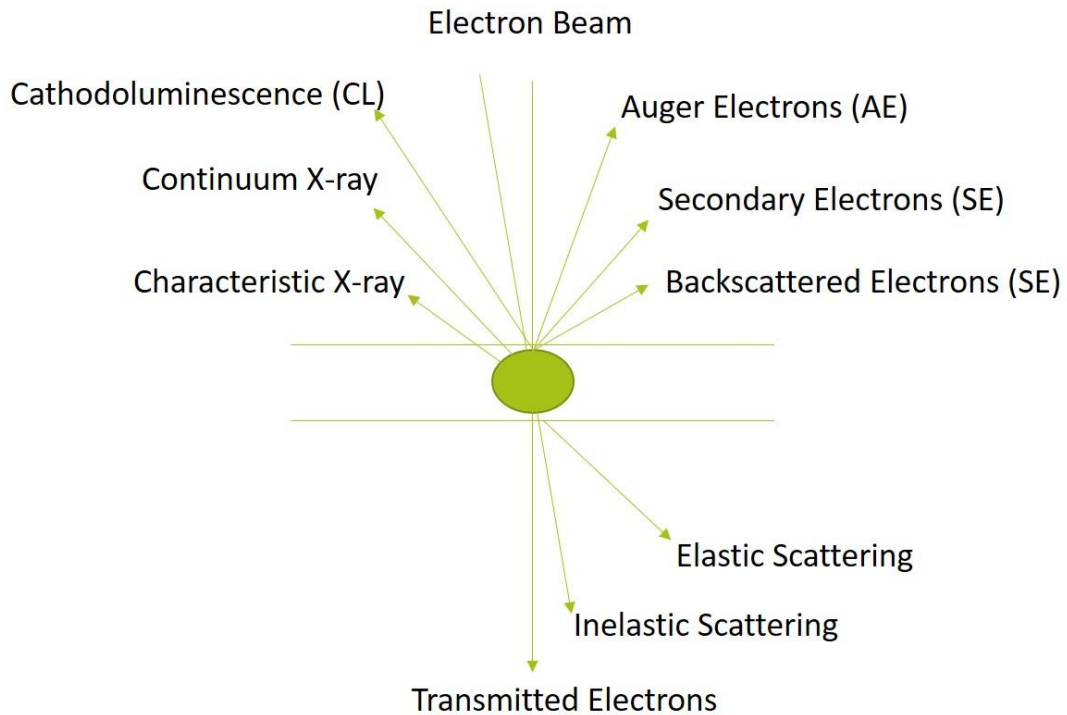 Electron Beam
Cathodoluminescence (CL)
Auger Electrons (AE)
Continuum X-ray
Secondary Electrons (SE)
Characteristic X-ray
Backscattered Electrons (SE)
Elastic Scattering
Inelastic Scattering
Transmitted Electrons